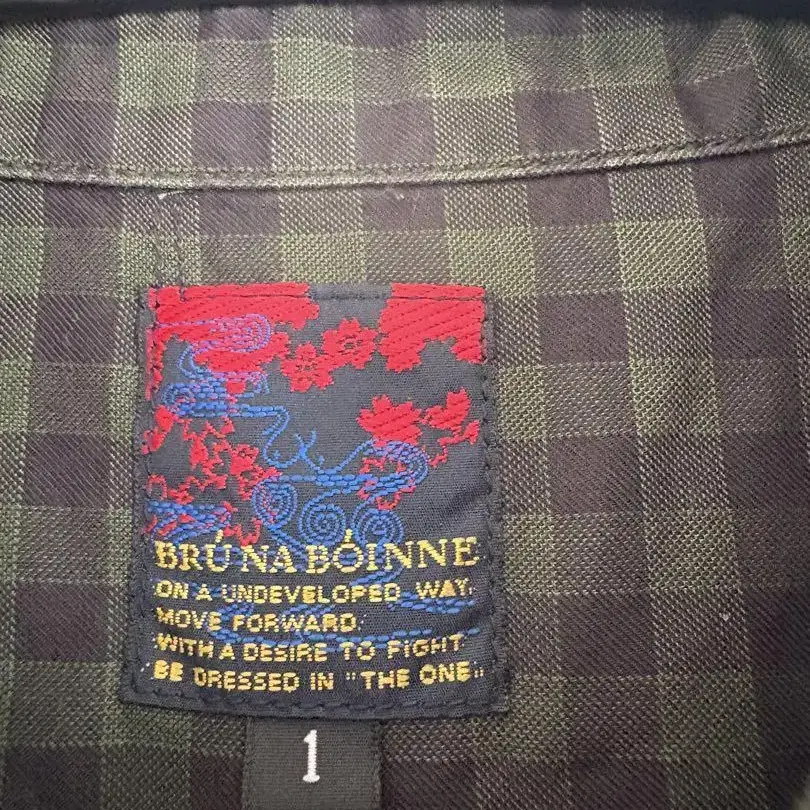 BRÚ NA BÓINNE
ON A UNDEVELOPED WAY,
MOVE FORWARD
WITH A DESIRE TO FIGHT
BE DRESSED IN "THE ONE"
1